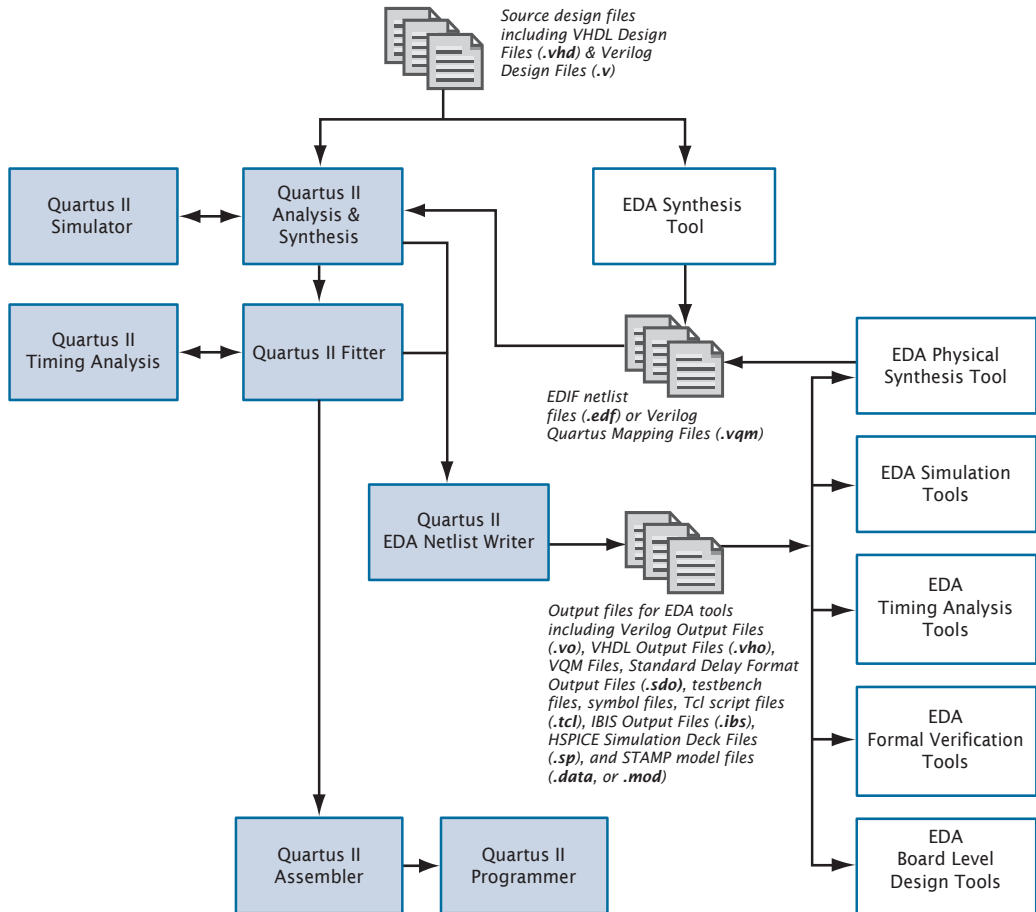 Source design files
including VHDL Design
Files (.vhd) & Verilog
Design Files (.v)
Quartus II
Simulator
Quartus II
Analysis &
Synthesis
EDA Synthesis
Tool
Quartus II
Timing Analysis
Quartus II Fitter
EDA Physical
Synthesis Tool
EDIF netlist
files (.edf) or Verilog
Quartus Mapping Files (.vqm)
EDA Simulation
Tools
Quartus II
EDA Netlist Writer
EDA
Timing Analysis
Tools
Output files for EDA tools
including Verilog Output Files
(.vo), VHDL Output Files (.vho),
VQM Files, Standard Delay Format
Output Files (.sdo), testbench
files, symbol files, Tcl script files
(.tcl), IBIS Output Files (.ibs),
HSPICE Simulation Deck Files
(.sp), and STAMP model files
(.data, or .mod)
EDA
Formal Verification
Tools
Quartus II
Assembler
Quartus II
Programmer
EDA
Board Level
Design Tools